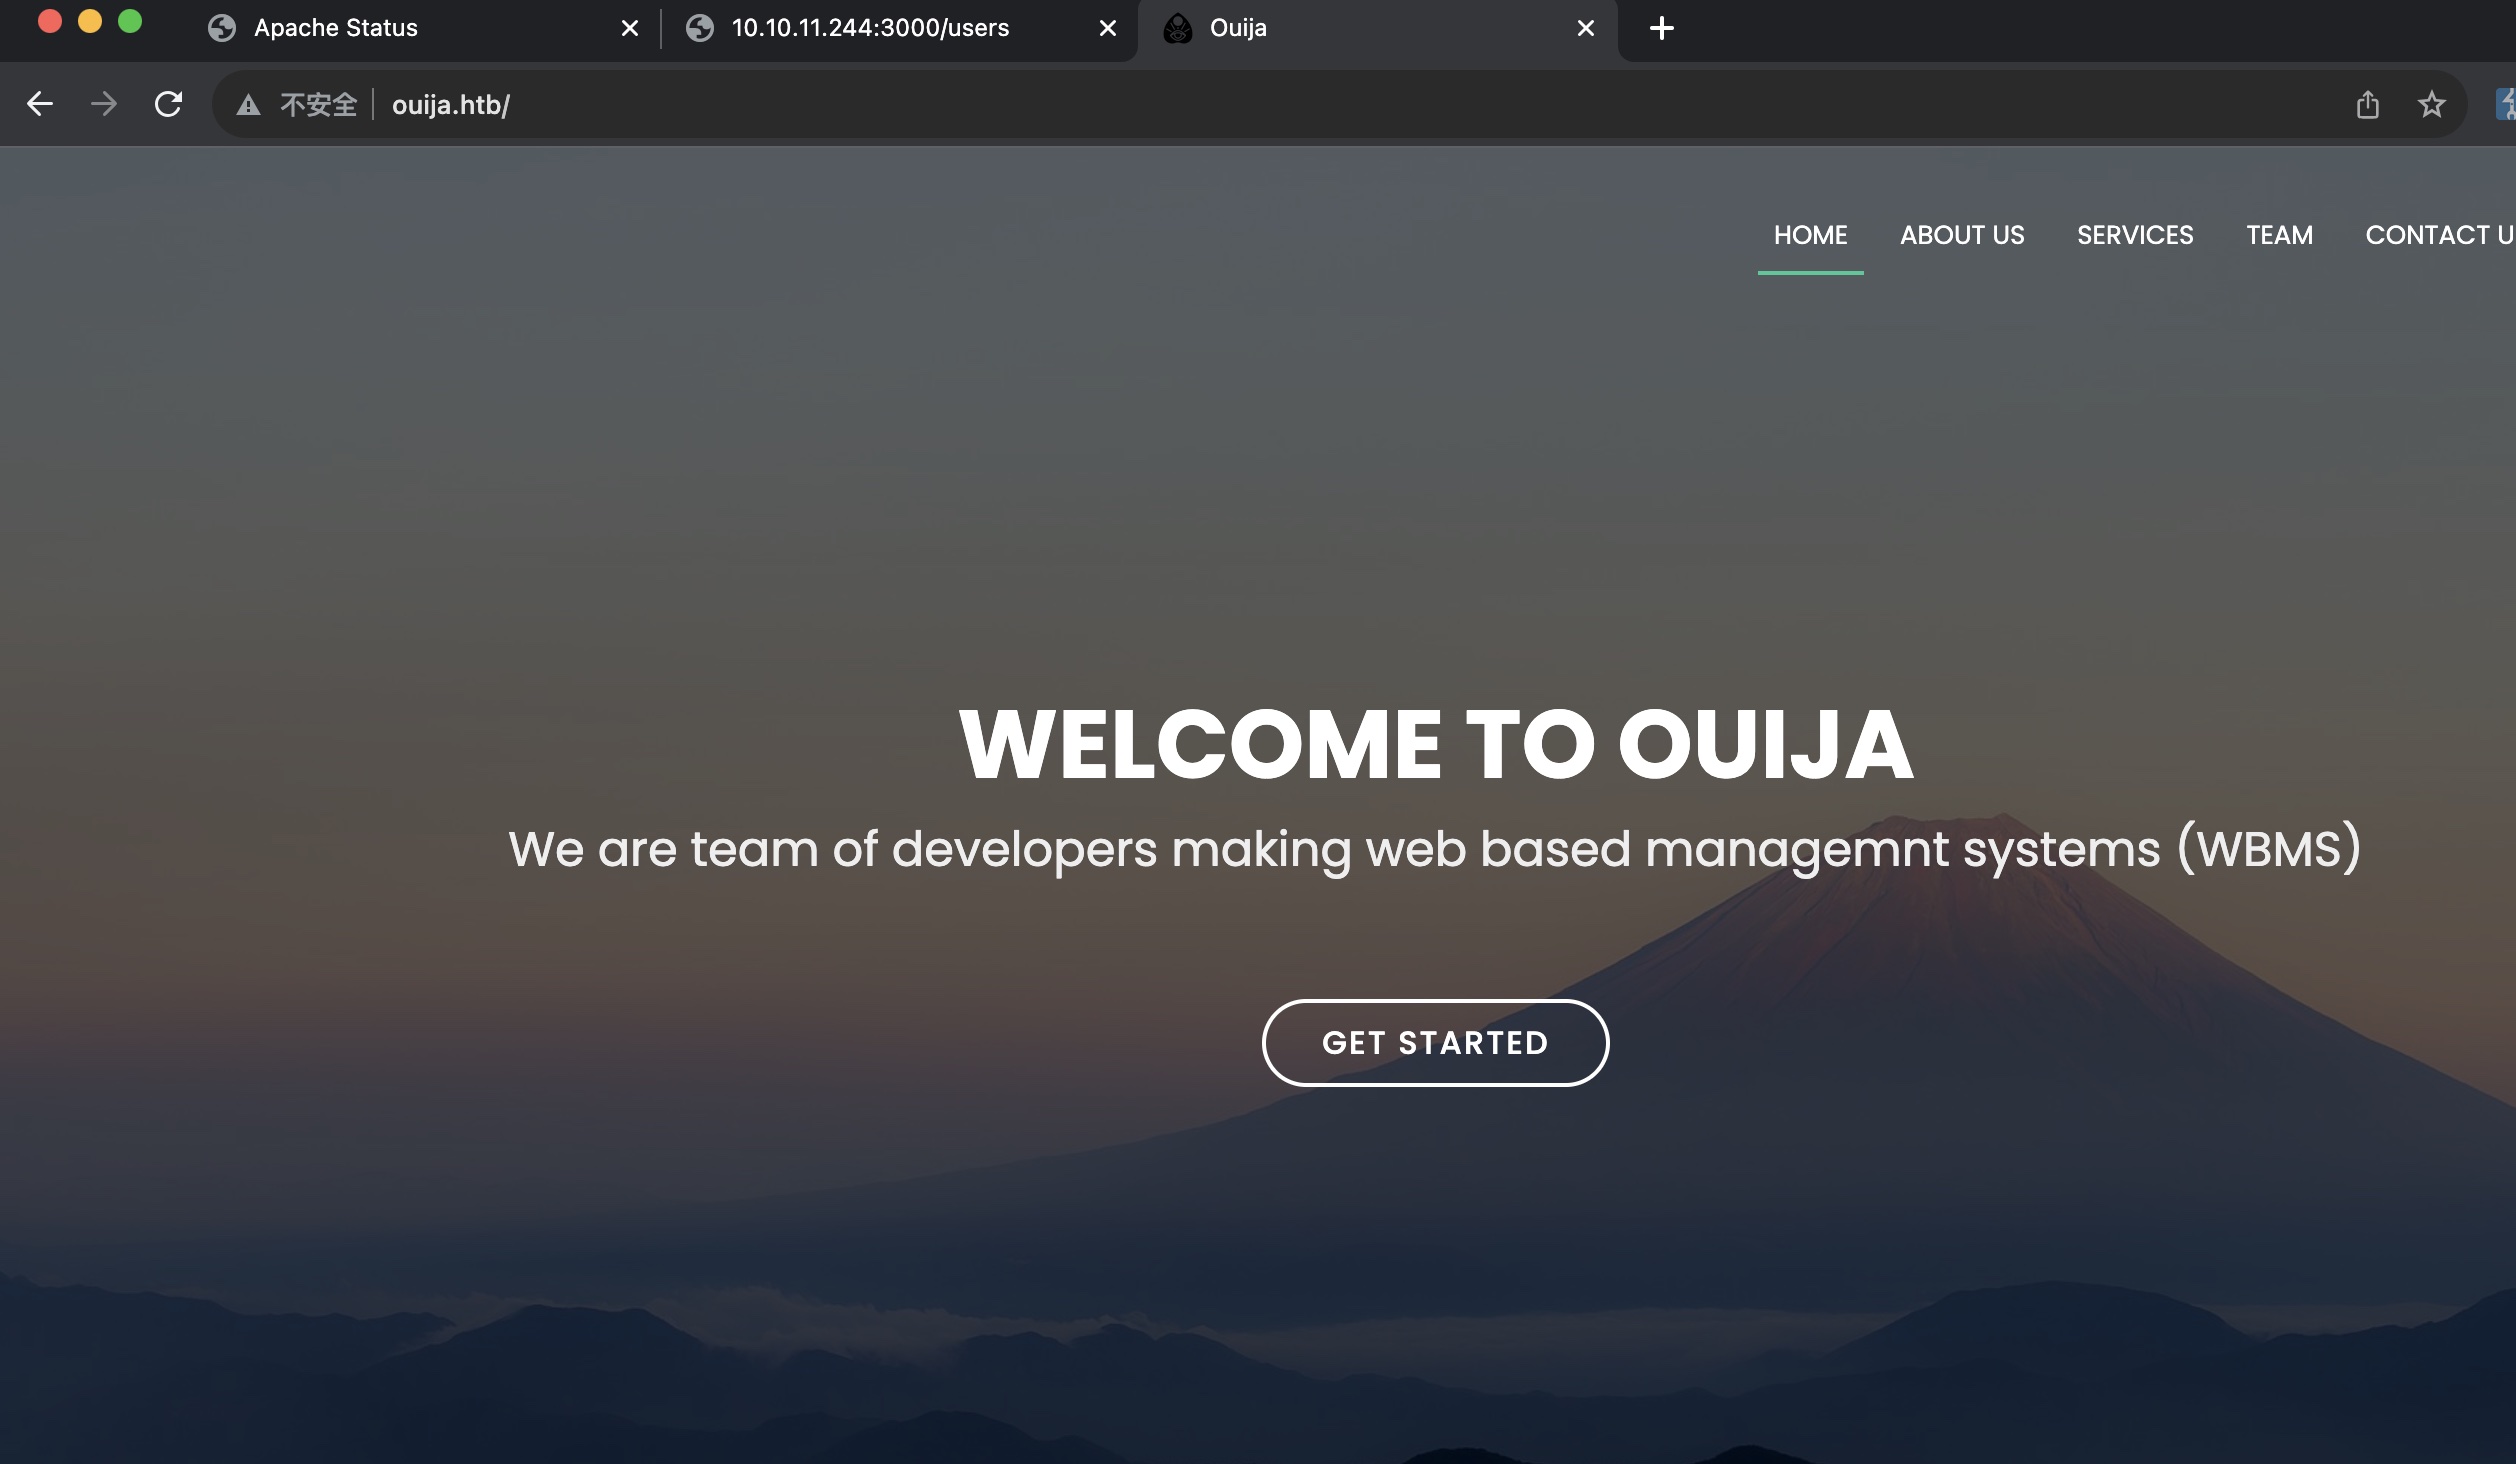 Apache Status
10.10.11.244:3000/users
Ouija
不安全
ouija.htb/
HOME ABOUT US SERVICES TEAM CONTACT U
WELCOME TO OUIJA
We are team of developers making web based managemnt systems (WBMS)
GET STARTED